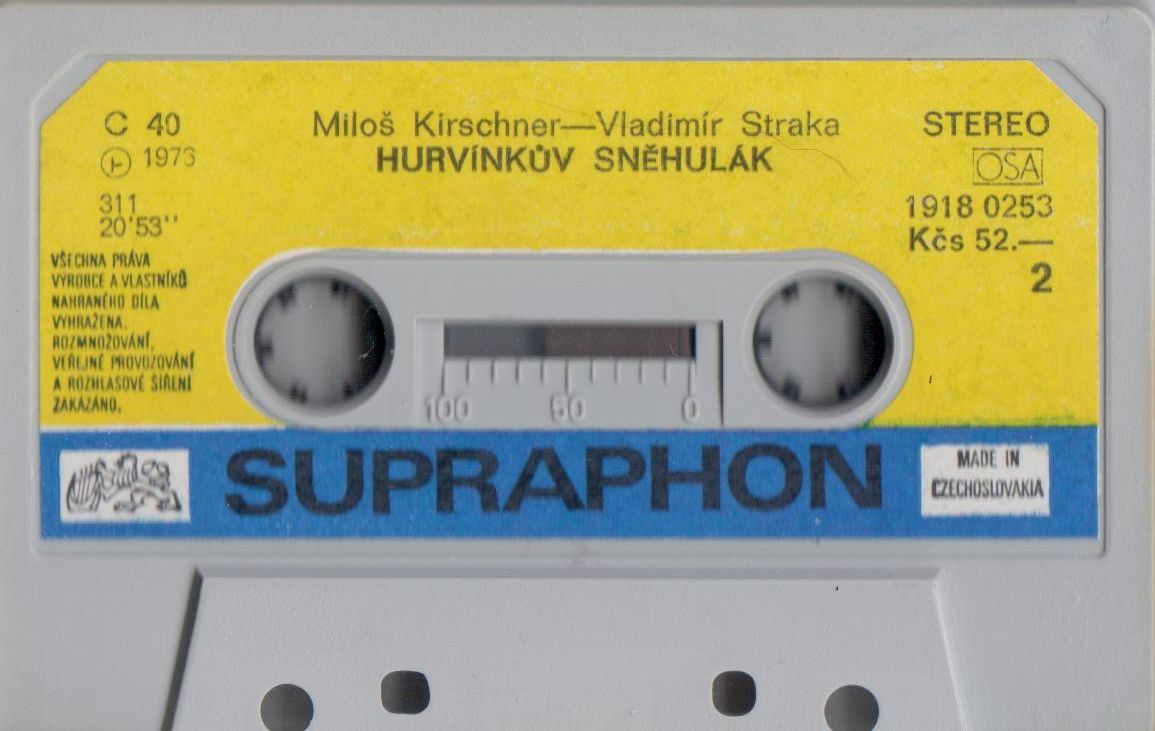 C 40
Ⓟ 1973
311
20'53''
Miloš Kirschner—Vladimír Straka
HURVÍNKŮV SNĚHULÁK
STEREO
OSA
1918 0253
Kčs 52.—
2
VŠECHNA PRÁVA
VÝROBCE A VLASTNÍKŮ
NAHRANÉHO DÍLA
VYHRAŽENA.
ROZMNOŽOVÁNÍ,
VEŘEJNÉ PROVOZOVÁNÍ
A ROZHLASOVÉ ŠÍŘENÍ
ZAKÁZÁNO.
100 50 0
SUPRAPHON
MADE IN
CZECHOSLOVAKIA